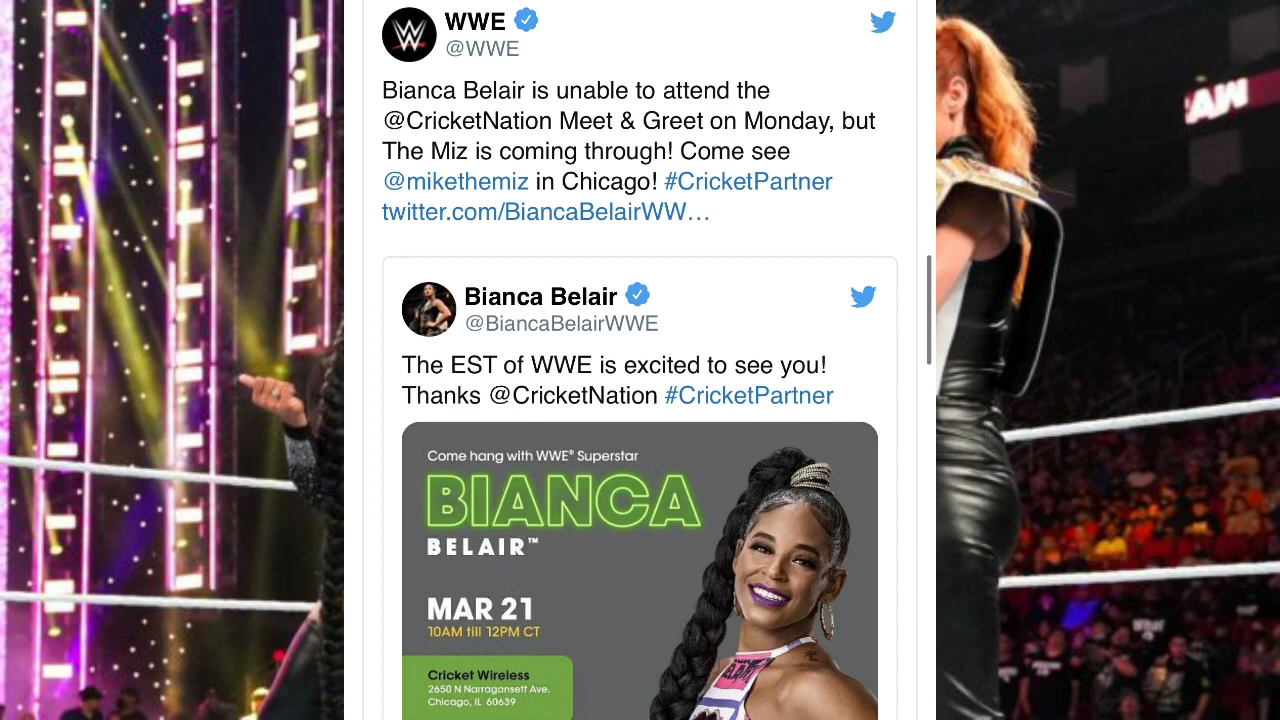 WWE
@WWE
Bianca Belair is unable to attend the
@CricketNation Meet & Greet on Monday, but
The Miz is coming through! Come see
@mikethemiz in Chicago! #CricketPartner
twitter.com/BiancaBelairWW…
Bianca Belair
@BiancaBelairWWE
The EST of WWE is excited to see you!
Thanks @CricketNation #CricketPartner
Come hang with WWE® Superstar
BIANCA
BELAIR™
MAR 21
10AM till 12PM CT
Cricket Wireless
2650 N Narragansett Ave.
Chicago, IL 60639
RAW